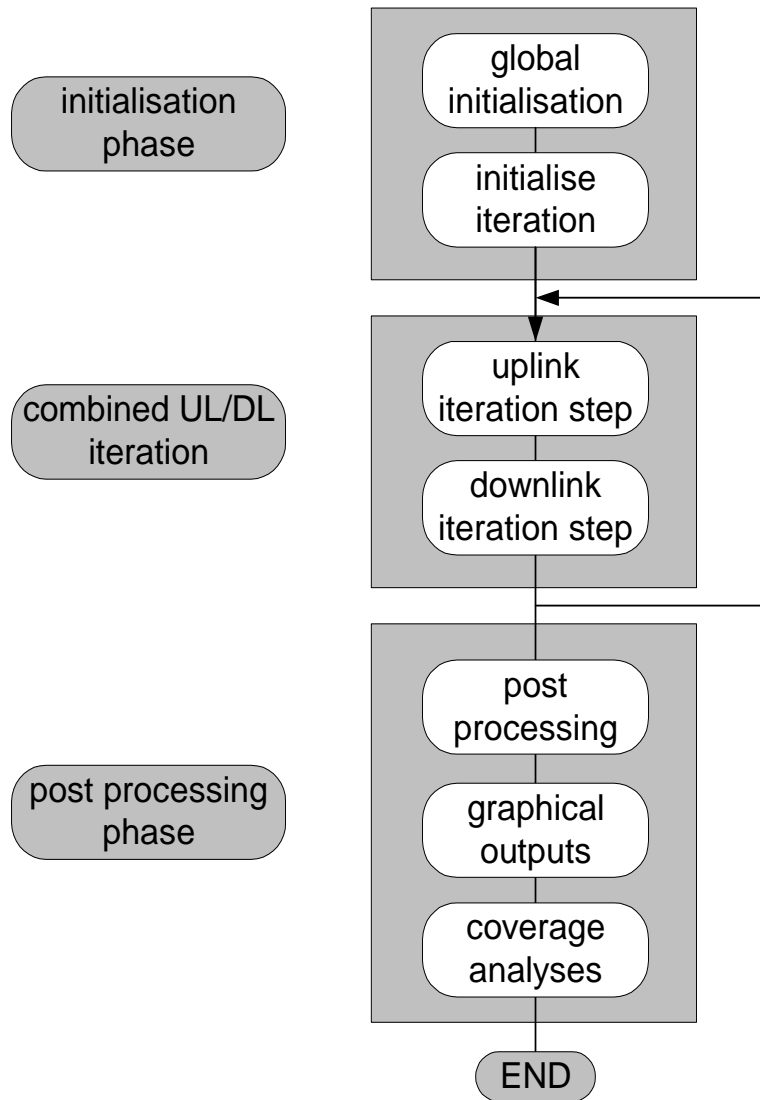 initialisation
phase
global
initialisation
initialise
iteration
combined UL/DL
iteration
uplink
iteration step
downlink
iteration step
post processing
phase
post
processing
graphical
outputs
coverage
analyses
END